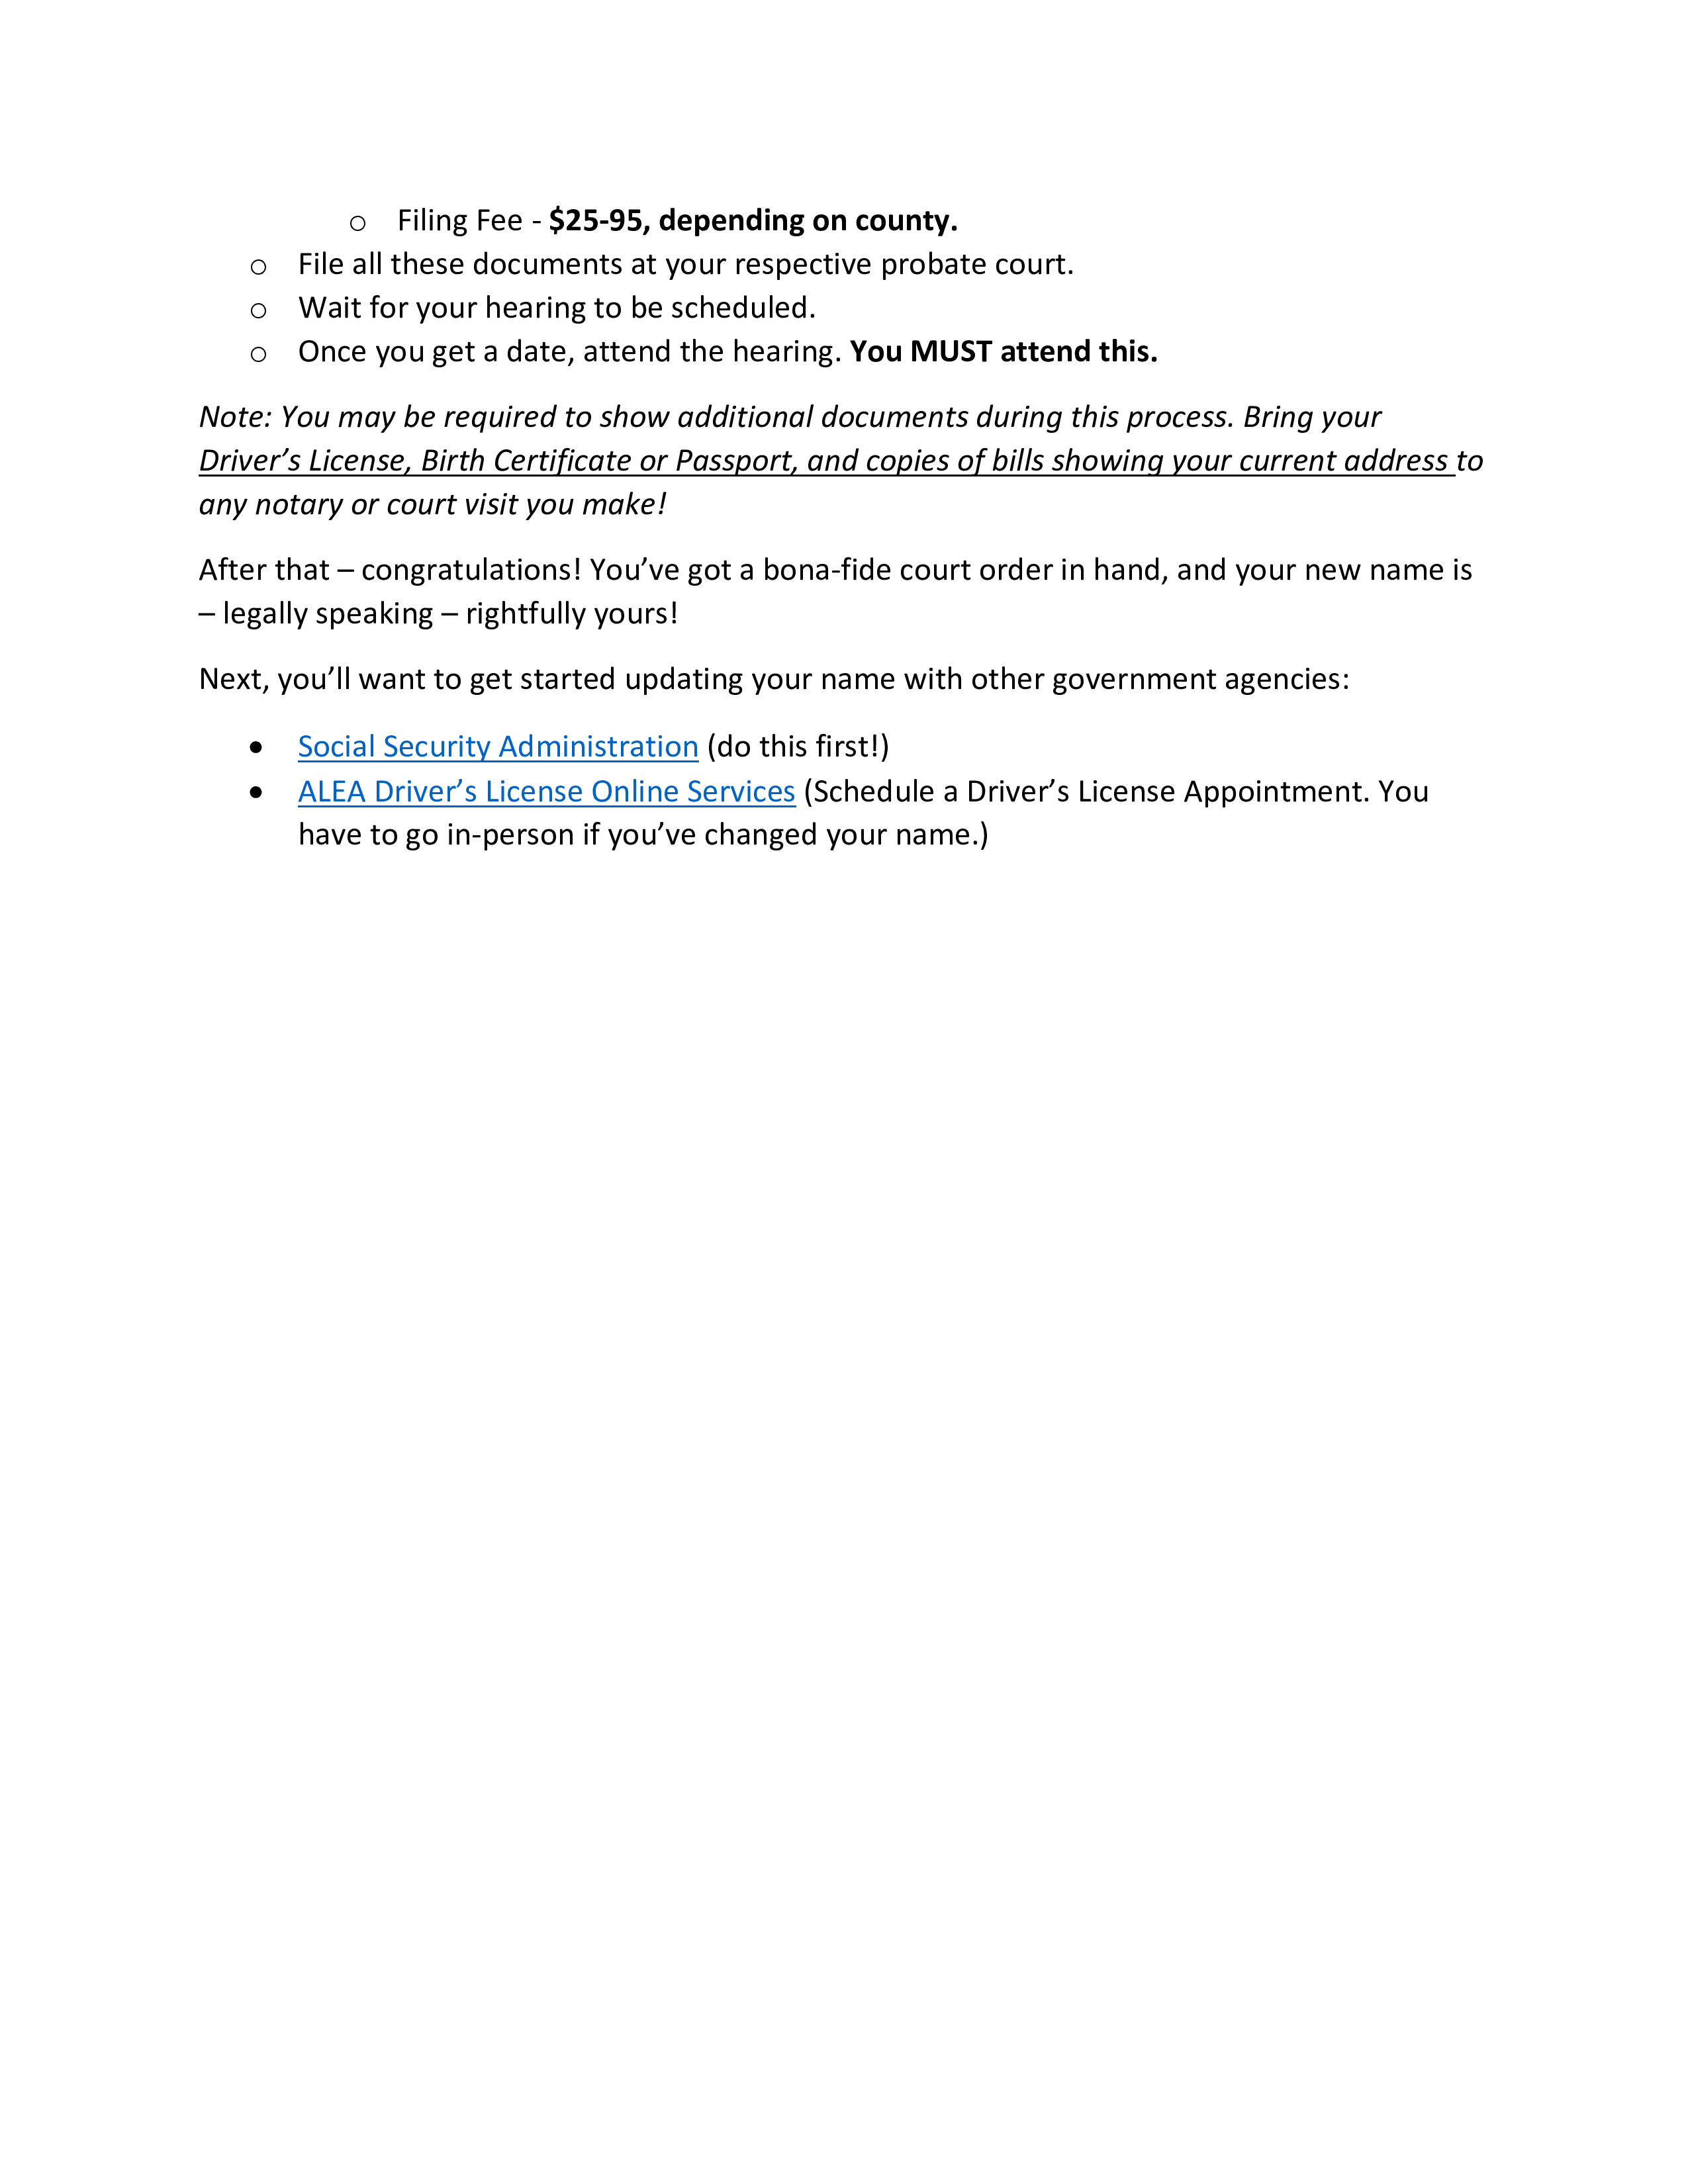 ○ Filing Fee - $25-95, depending on county.
○ File all these documents at your respective probate court.
○ Wait for your hearing to be scheduled.
○ Once you get a date, attend the hearing. You MUST attend this.
Note: You may be required to show additional documents during this process. Bring your
Driver’s License, Birth Certificate or Passport, and copies of bills showing your current address to
any notary or court visit you make!
After that – congratulations! You’ve got a bona-fide court order in hand, and your new name is
– legally speaking – rightfully yours!
Next, you’ll want to get started updating your name with other government agencies:
• Social Security Administration (do this first!)
• ALEA Driver’s License Online Services (Schedule a Driver’s License Appointment. You
have to go in-person if you’ve changed your name.)